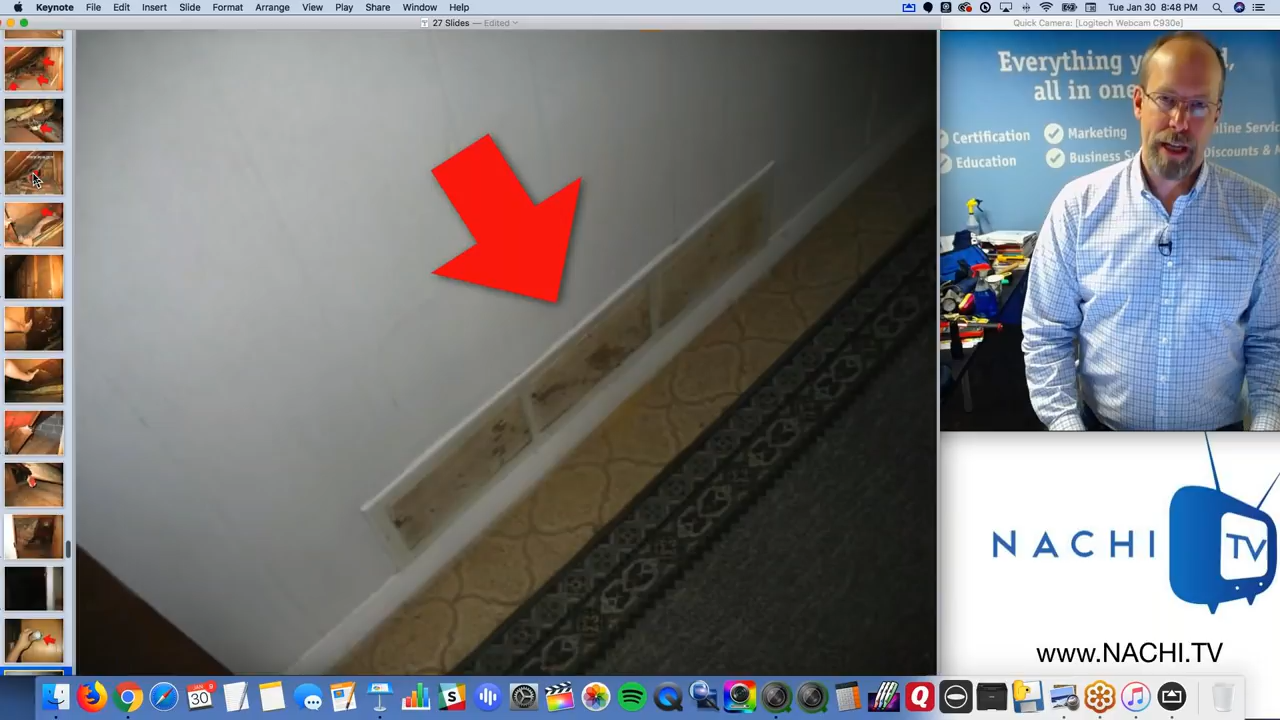 Keynote File Edit Insert Slide Format Arrange View Play Share Window Help Tue Jan 30 8:48 PM
27 Slides — Edited
Quick Camera: [Logitech Webcam C930e]
Everything
all in one
Certification Marketing
Education Business
Discounts &
NACHI TV
www.NACHI.TV